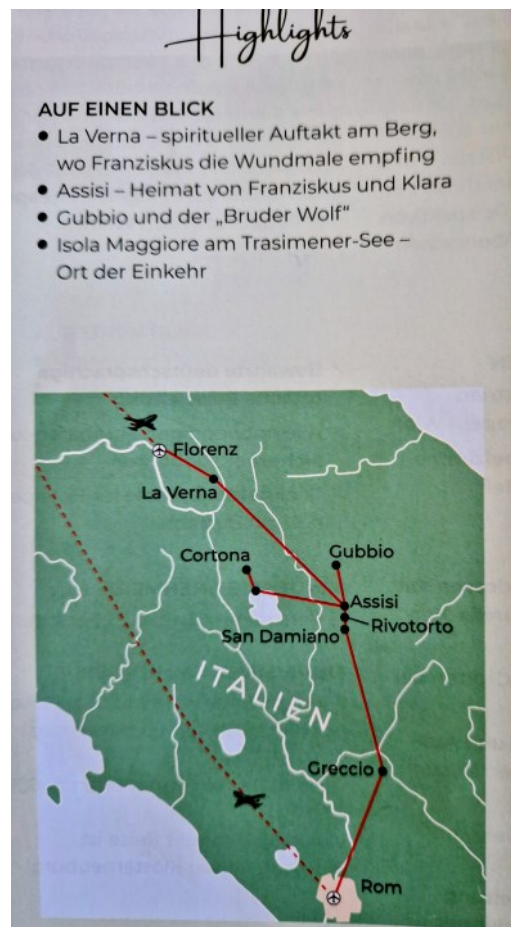 Highlights
AUF EINEN BLICK
● La Verna – spiritueller Auftakt am Berg,
wo Franziskus die Wundmale empfing
● Assisi – Heimat von Franziskus und Klara
● Gubbio und der „Bruder Wolf“
● Isola Maggiore am Trasimener-See –
Ort der Einkehr
Florenz
La Verna
Cortona
Gubbio
Assisi
Rivotorto
San Damiano
ITALIEN
Greccio
Rom